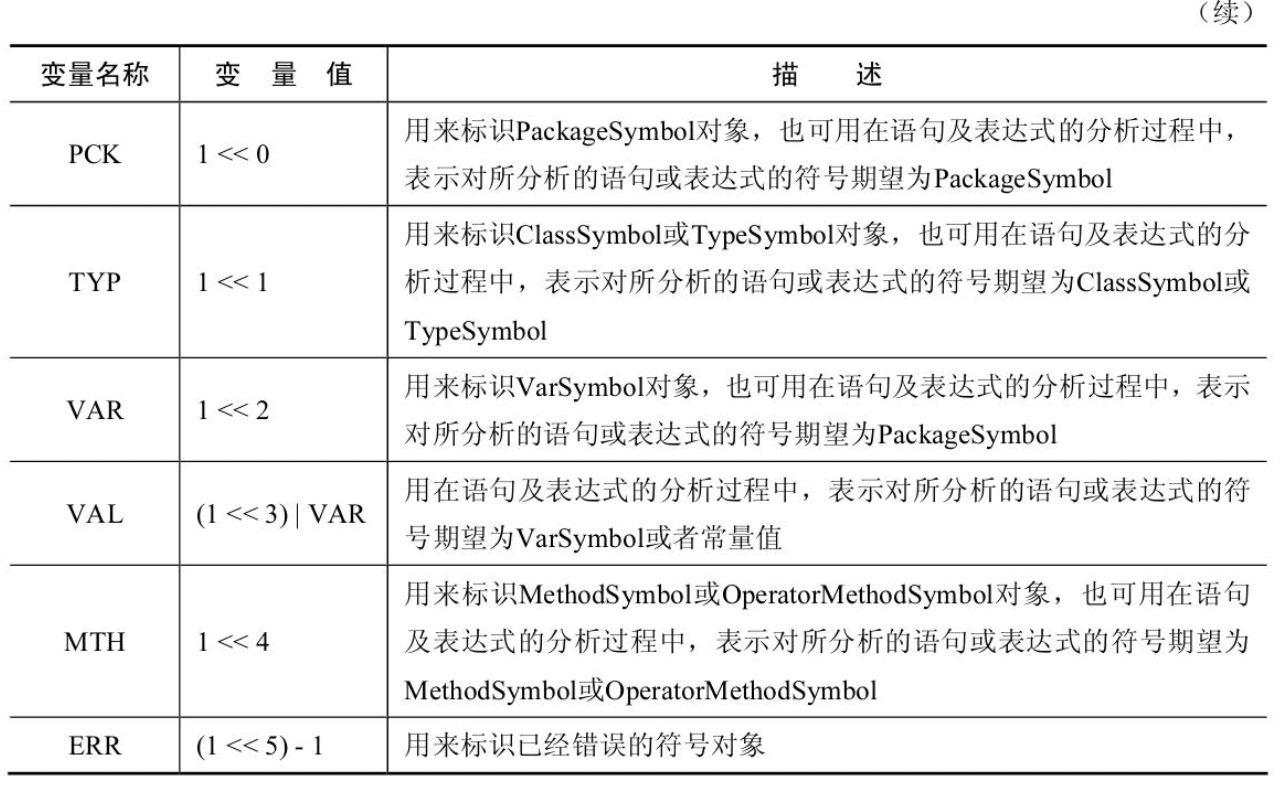 （续）
变量名称 变 量 值 描 述
用来标识PackageSymbol对象，也可用在语句及表达式的分析过程中，
PCK 1 << 0
表示对所分析的语句或表达式的符号期望为PackageSymbol
用来标识ClassSymbol或TypeSymbol对象，也可用在语句及表达式的分
TYP 1 << 1 析过程中，表示对所分析的语句或表达式的符号期望为ClassSymbol或
TypeSymbol
用来标识VarSymbol对象，也可用在语句及表达式的分析过程中，表示
VAR 1 << 2
对所分析的语句或表达式的符号期望为PackageSymbol
用在语句及表达式的分析过程中，表示对所分析的语句或表达式的符
VAL (1 << 3) | VAR
号期望为VarSymbol或者常量值
用来标识MethodSymbol或OperatorMethodSymbol对象，也可用在语句
MTH 1 << 4 及表达式的分析过程中，表示对所分析的语句或表达式的符号期望为
MethodSymbol或OperatorMethodSymbol
ERR (1 << 5) - 1 用来标识已经错误的符号对象